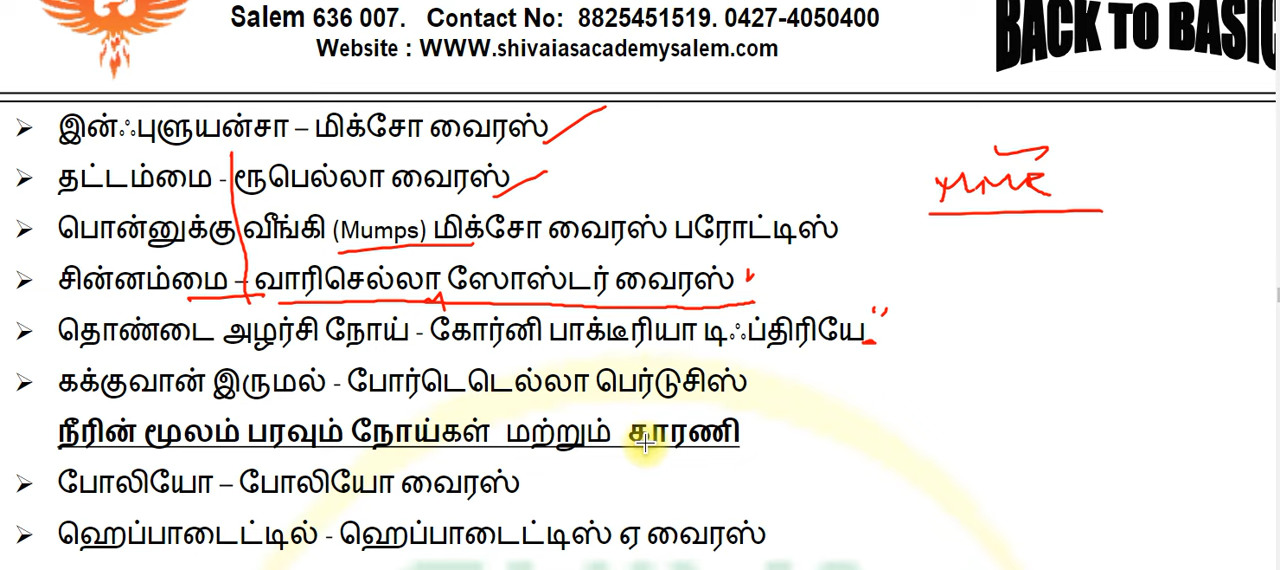 Salem 636 007. Contact No: 8825451519. 0427-4050400
Website : WWW.shivaiasacademysalem.com
BACK TO BASIC
➤ இன்ஃபுளுயன்சா – மிக்சோ வைரஸ்
➤ தட்டம்மை - ரூபெல்லா வைரஸ்
➤ பொன்னுக்கு வீங்கி (Mumps) மிக்சோ வைரஸ் பரோட்டிஸ்
➤ சின்னம்மை – வாரிசெல்லா ஸோஸ்டர் வைரஸ்
➤ தொண்டை அழர்சி நோய் - கோர்னி பாக்டீரியா டிஃப்திரியே
➤ கக்குவான் இருமல் - போர்டெடெல்லா பெர்டுசிஸ்
நீரின் மூலம் பரவும் நோய்கள் மற்றும் சாரணி
➤ போலியோ – போலியோ வைரஸ்
➤ ஹெப்பாடைட்டில் - ஹெப்பாடைட்டிஸ் ஏ வைரஸ்